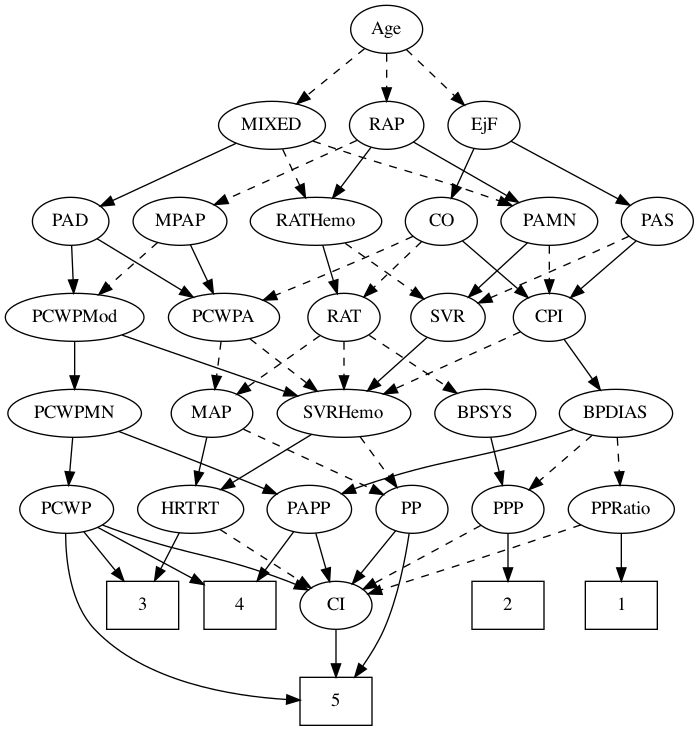 Age
MIXED
RAP
EjF
PAD
MPAP
RATHemo
CO
PAMN
PAS
PCWPMod
PCWPA
RAT
SVR
CPI
PCWPMN
MAP
SVRHemo
BPSYS
BPDIAS
PCWP
HRTRT
PAPP
PP
PPP
PPRatio
3
4
CI
2
1
5